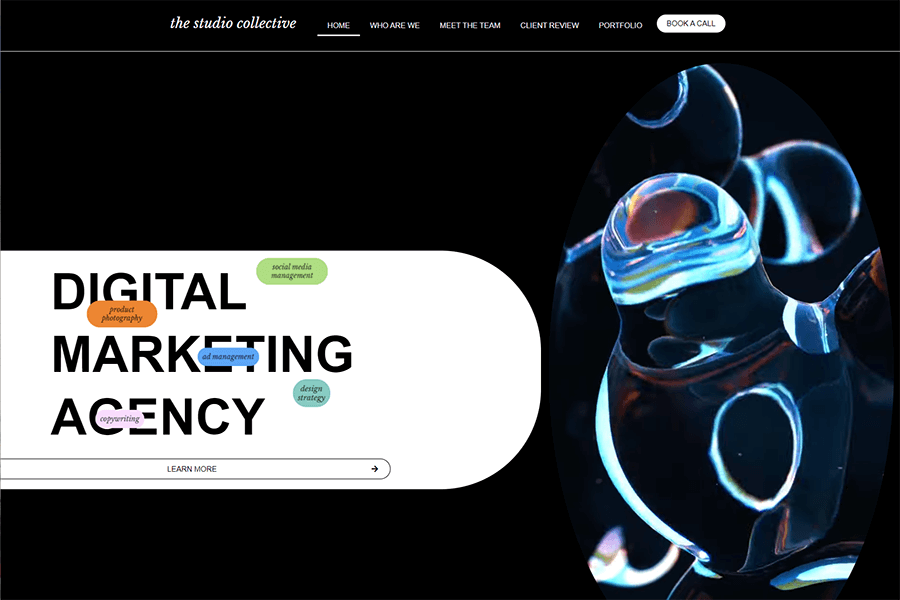 the studio collective
HOME
WHO ARE WE
MEET THE TEAM
CLIENT REVIEW
PORTFOLIO
BOOK A CALL
DIGITAL
social media
management
product
photography
MARKETING
ad management
design
strategy
AGENCY
copywriting
LEARN MORE